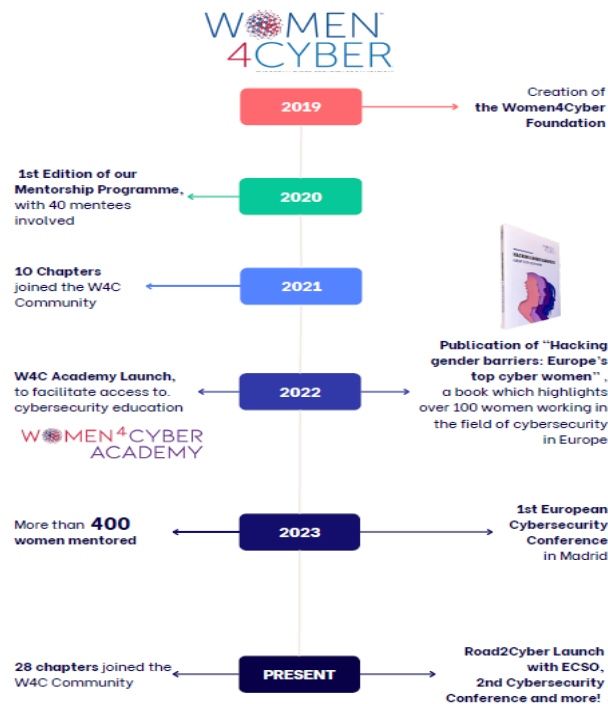 WOMEN
4CYBER
2019
Creation of
the Women4Cyber
Foundation
1st Edition of our
Mentorship Programme,
with 40 mentees
involved
2020
10 Chapters
joined the W4C
Community
2021
W4C Academy Launch,
to facilitate access to.
cybersecurity education
WOMEN4CYBER
ACADEMY
2022
Publication of “Hacking
gender barriers: Europe’s
top cyber women” ,
a book which highlights
over 100 women working in
the field of cybersecurity
in Europe
More than 400
women mentored
2023
1st European
Cybersecurity
Conference
in Madrid
28 chapters joined the
W4C Community
PRESENT
Road2Cyber Launch
with ECSO,
2nd Cybersecurity
Conference and more!